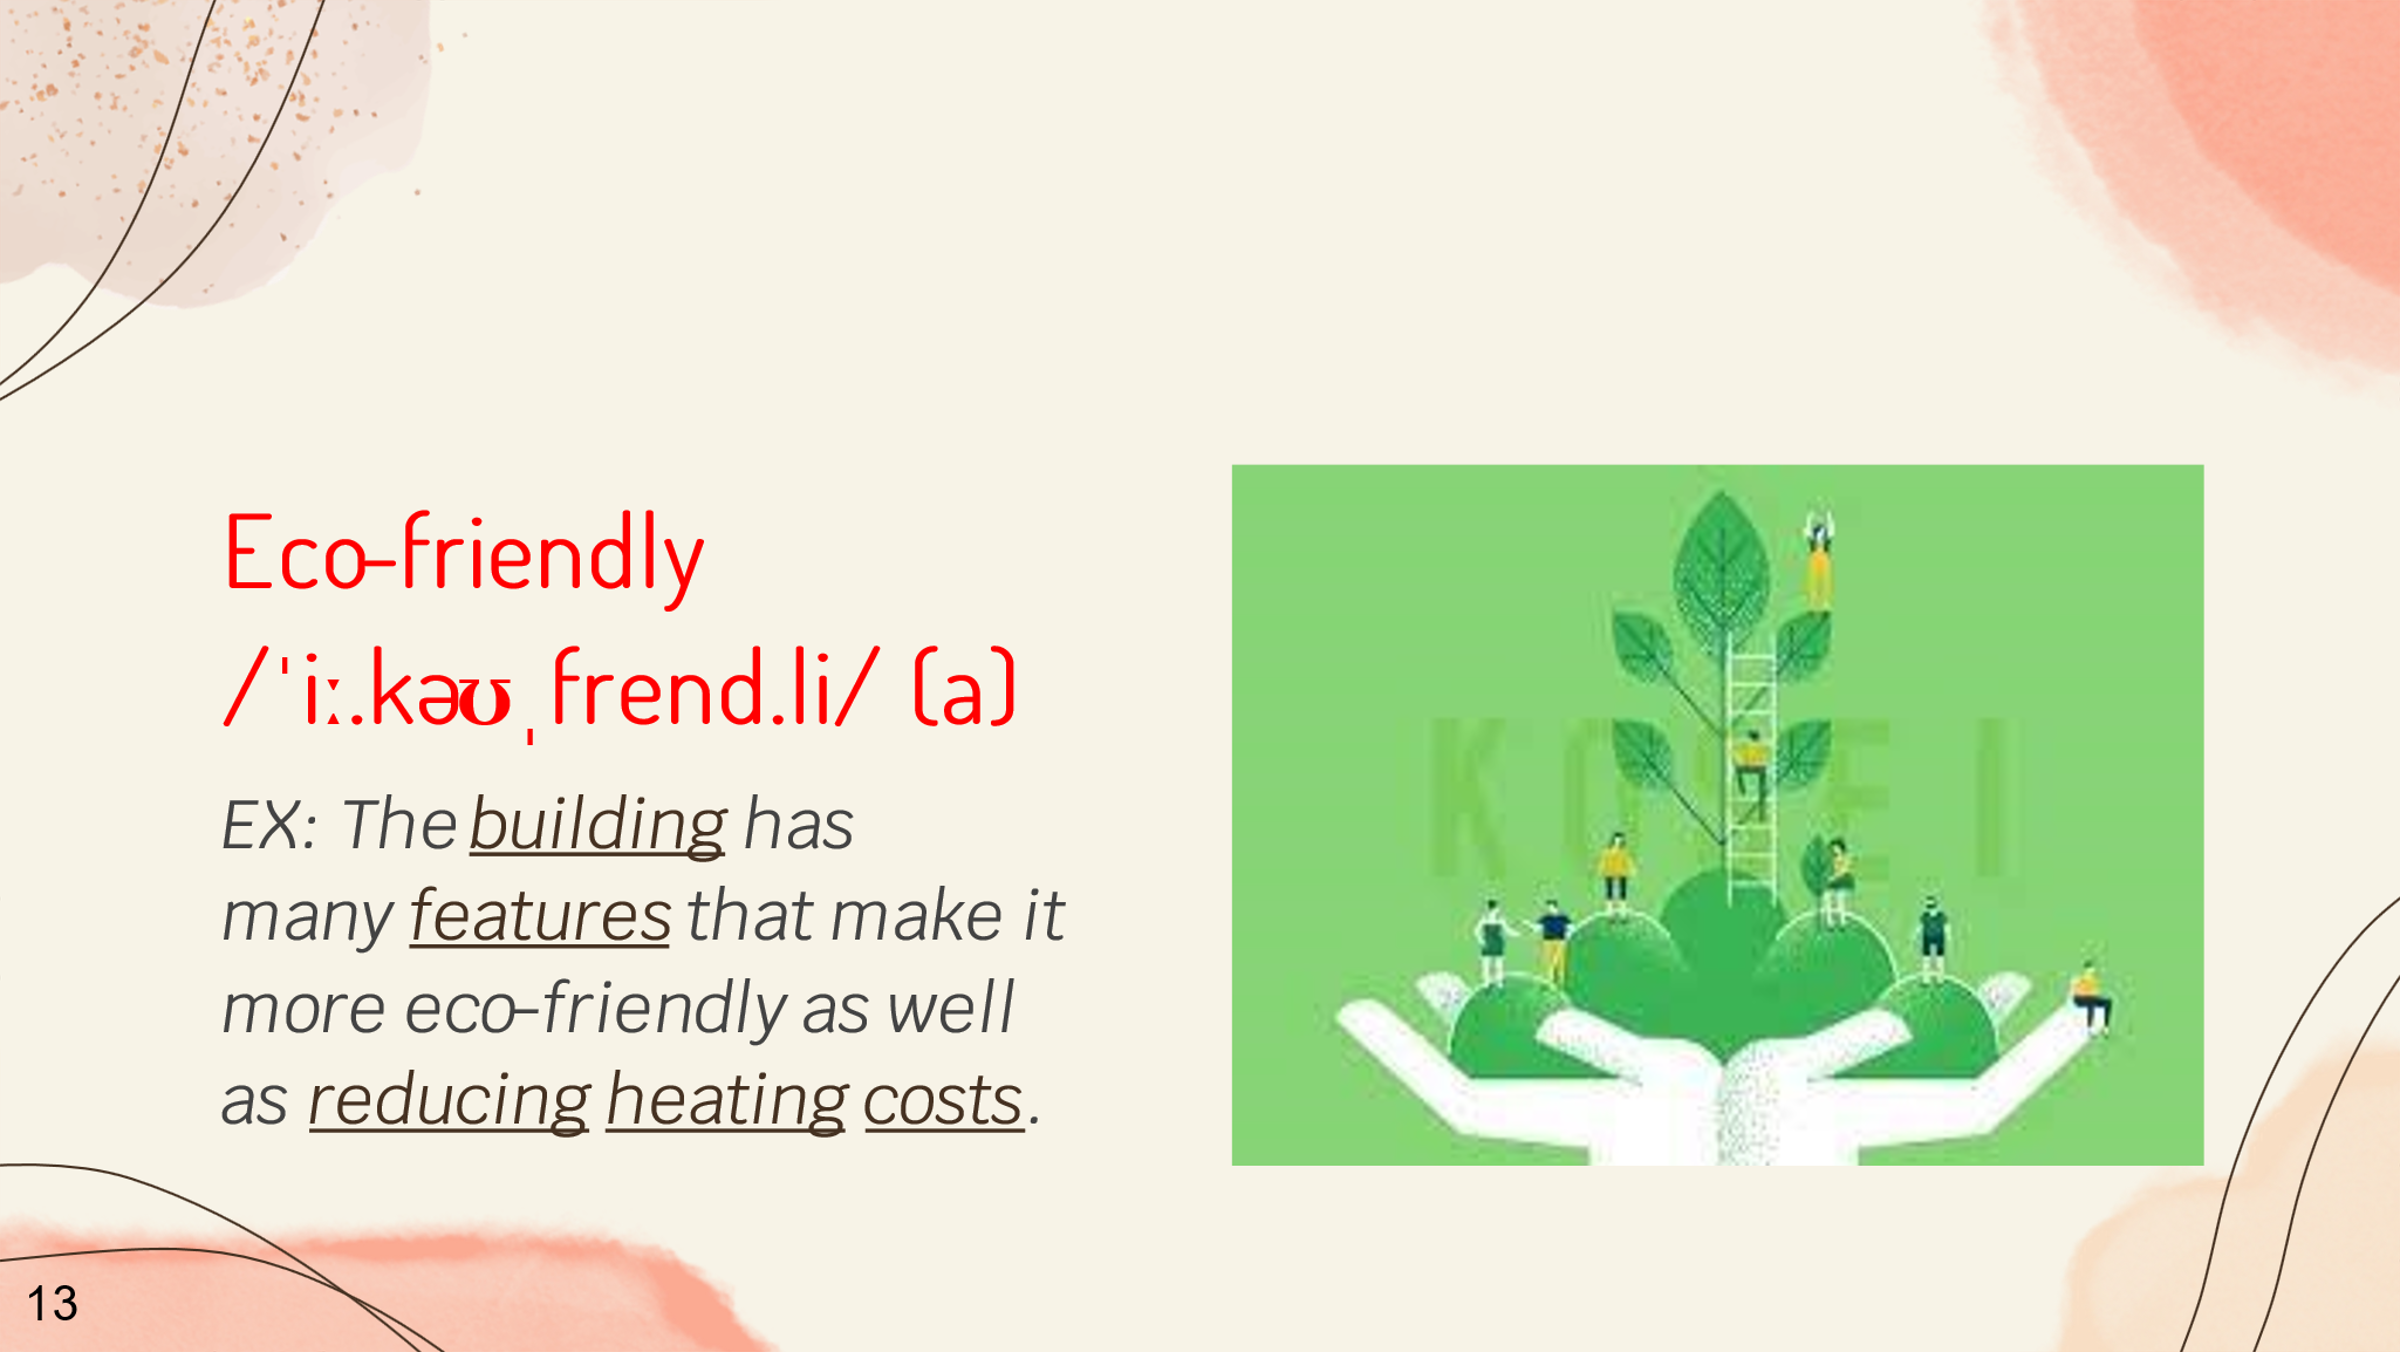 Eco-friendly
/ˈiː.kəʊˌfrend.li/ (a)
EX: The building has
many features that make it
more eco-friendly as well
as reducing heating costs.
13